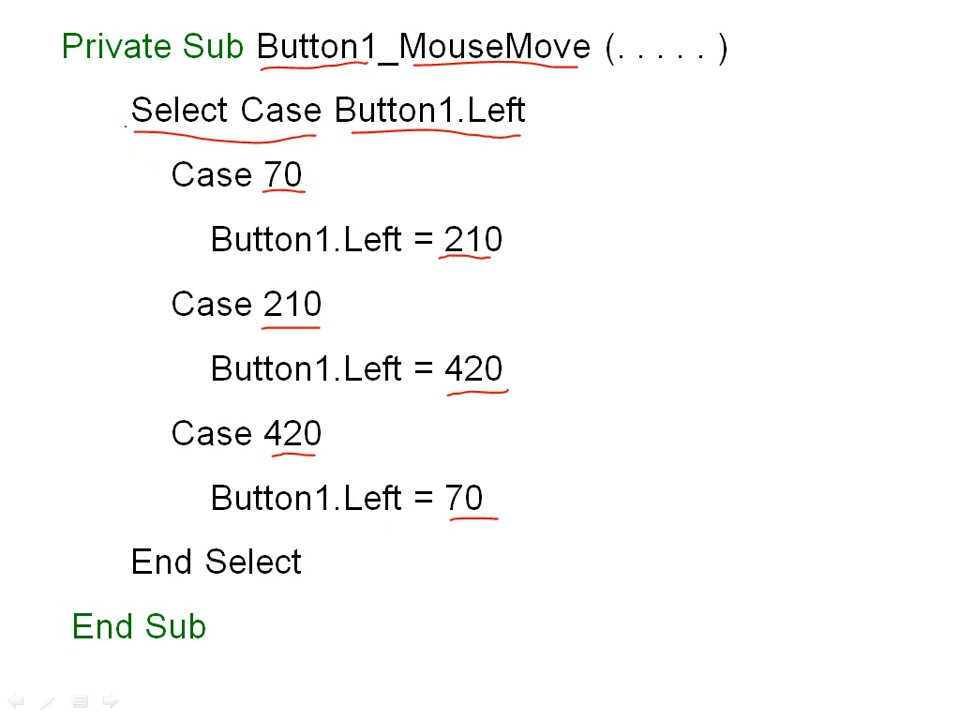 Private Sub Button1_MouseMove (. . . . . )
Select Case Button1.Left
Case 70
Button1.Left = 210
Case 210
Button1.Left = 420
Case 420
Button1.Left = 70
End Select
End Sub